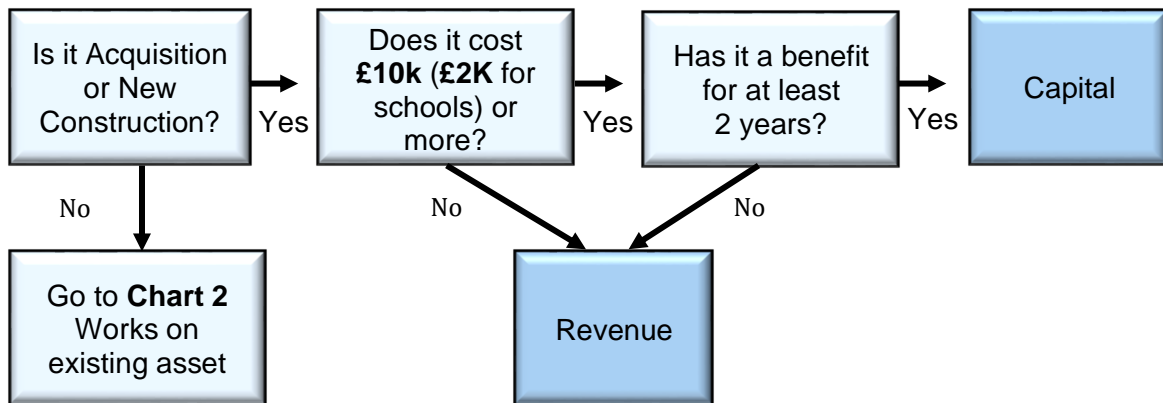 Is it Acquisition
or New
Construction?
Yes
Does it cost
£10k (£2K for
schools) or
more?
Yes
Has it a benefit
for at least
2 years?
Yes
Capital
No
No
No
Go to Chart 2
Works on
existing asset
Revenue